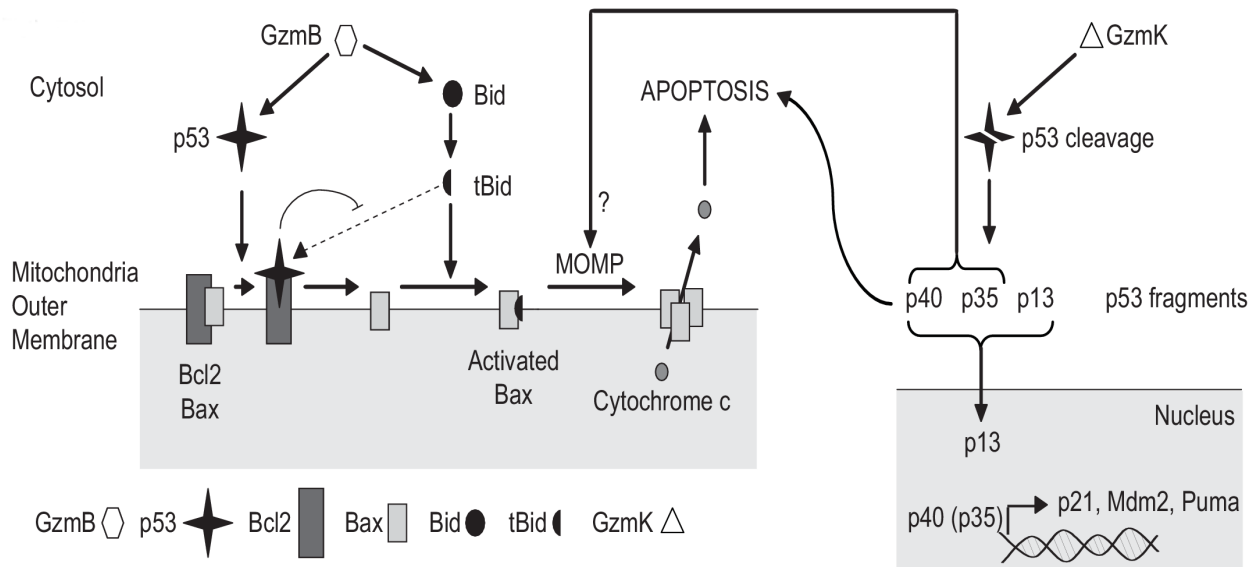 GzmB
GzmK
Cytosol
Bid
APOPTOSIS
p53
p53 cleavage
tBid
?
MOMP
Mitochondria
Outer
Membrane
p40 p35 p13
p53 fragments
Bcl2
Bax
Activated
Bax
Cytochrome c
Nucleus
p13
p40 (p35)
p21, Mdm2, Puma
GzmB p53 Bcl2 Bax Bid tBid GzmK